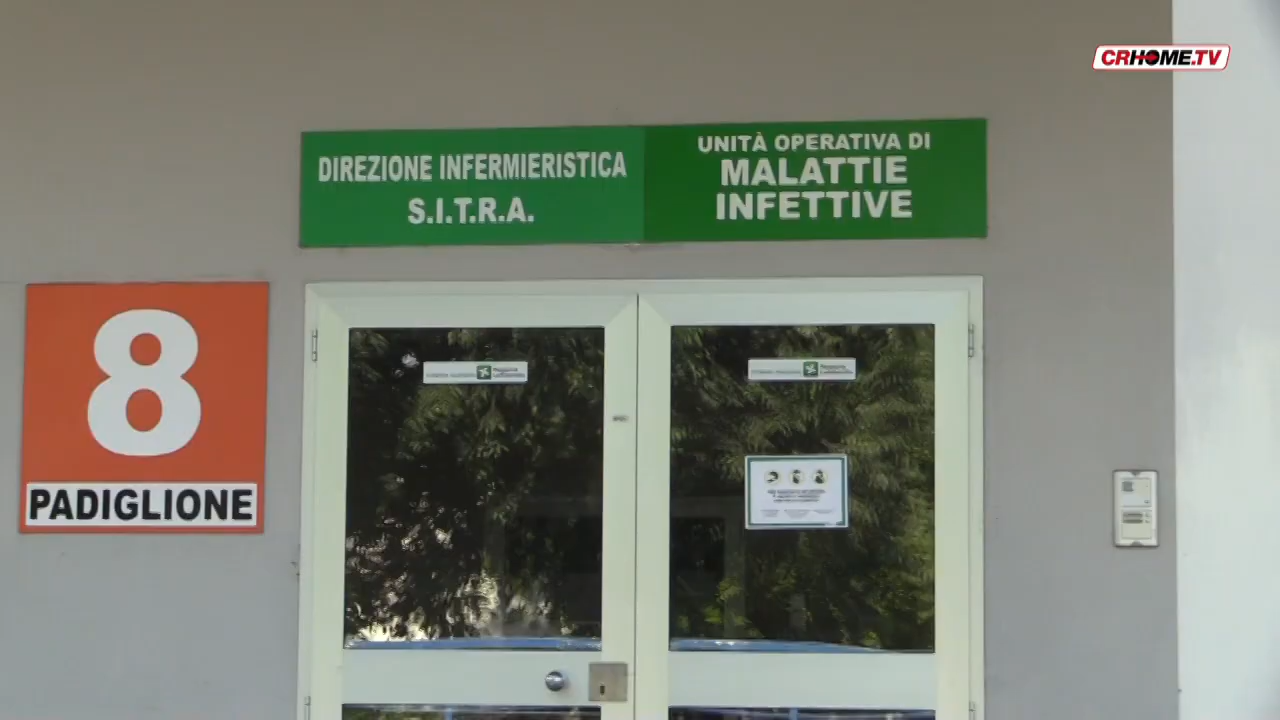 CRHOME.TV
DIREZIONE INFERMIERISTICA
S.I.T.R.A.
UNITÀ OPERATIVA DI
MALATTIE
INFETTIVE
8
PADIGLIONE